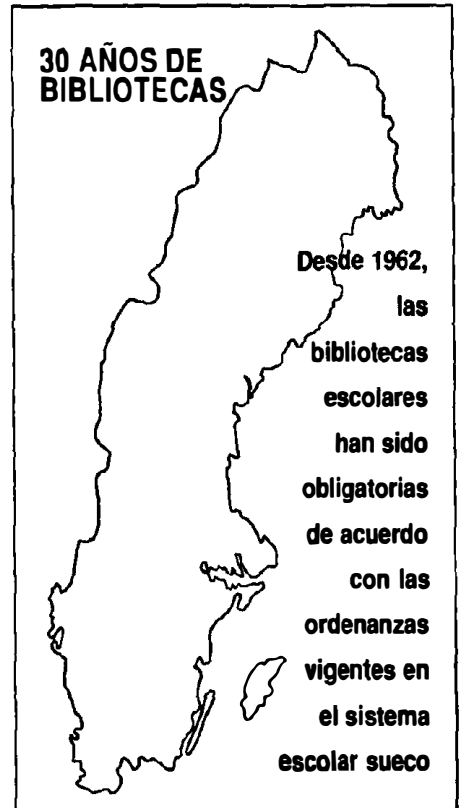 30 AÑOS DE
BIBLIOTECAS
Desde 1962,
las
bibliotecas
escolares
han sido
obligatorias
de acuerdo
con las
ordenanzas
vigentes en
el sistema
escolar sueco